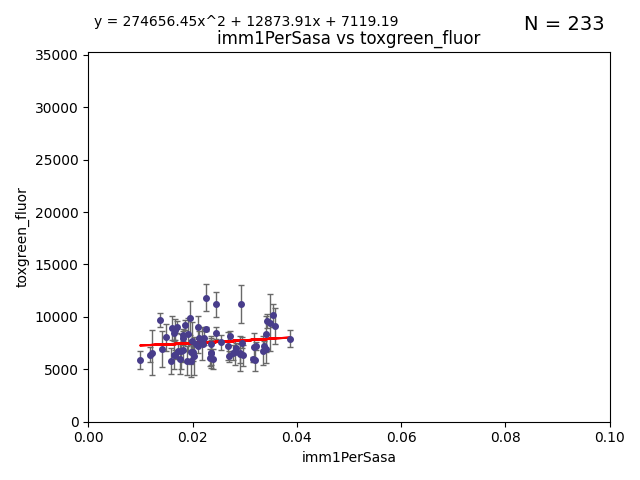 y = 274656.45x^2 + 12873.91x + 7119.19
N = 233
imm1PerSasa vs toxgreen_fluor
35000
30000
25000
20000
15000
10000
5000
0
toxgreen_fluor
0.00 0.02 0.04 0.06 0.08 0.10
imm1PerSasa